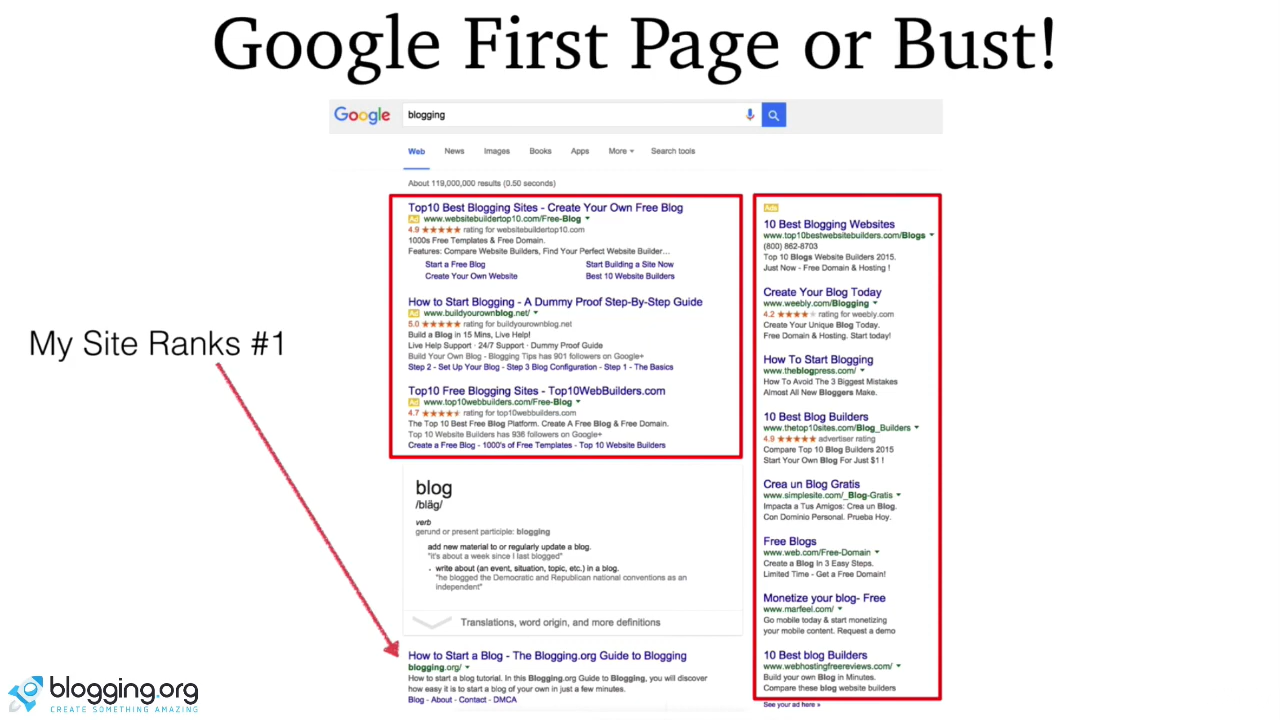 Google First Page or Bust!
Google
blogging
Web News Images Books Apps More Search tools
About 119,000,000 results (0.50 seconds)
Top10 Best Blogging Sites - Create Your Own Free Blog
Ad www.websitebuildertop10.com/Free-Blog
4.9 rating for websitebuildertop10.com
1000s Free Templates & Free Domain.
Features: Compare Website Builders, Find Your Perfect Website Builder...
Start a Free Blog Start Building a Site Now
Create Your Own Website Best 10 Website Builders
How to Start Blogging - A Dummy Proof Step-By-Step Guide
Ad www.buildyourownblog.net/
5.0 rating for buildyourownblog.net
Build a Blog in 15 Mins, Live Help!
Live Help Support · 24/7 Support · Dummy Proof Guide
Build Your Own Blog - Blogging Tips has 901 followers on Google+
Step 2 - Set Up Your Blog - Step 3 Blog Configuration - Step 1 - The Basics
Top10 Free Blogging Sites - Top10WebBuilders.com
Ad www.top10webbuilders.com/Free-Blog
4.7 rating for top10webbuilders.com
The Top 10 Best Free Blog Platform. Create A Free Blog & Free Domain.
Top 10 Website Builders has 936 followers on Google+
Create a Free Blog - 1000's of Free Templates - Top 10 Website Builders
Ads
10 Best Blogging Websites
www.top10bestwebsitebuilders.com/Blogs
(800) 862-8703
Top 10 Blogs Website Builders 2015.
Just Now - Free Domain & Hosting !
Create Your Blog Today
www.weebly.com/Blogging
4.2 rating for weebly.com
Create Your Unique Blog Today.
Free Domain & Hosting. Start today!
How To Start Blogging
www.theblogpress.com/
How To Avoid The 3 Biggest Mistakes
Almost All New Bloggers Make.
10 Best Blog Builders
www.thetop10sites.com/Blog_Builders
4.9 advertiser rating
Compare Top 10 Blog Builders 2015
Start Your Own Blog For Just $1 !
Crea un Blog Gratis
www.simplesite.com/_Blog-Gratis
Impacta a Tus Amigos: Crea un Blog.
Con Dominio Personal. Prueba Hoy.
Free Blogs
www.web.com/Free-Domain
Create a Blog In 3 Easy Steps.
Limited Time - Get a Free Domain!
Monetize your blog- Free
www.marfeel.com/
Go mobile today & start monetizing
your mobile content. Request a demo
10 Best blog Builders
www.webhostingfreereviews.com/
Build your own Blog in Minutes.
Compare these blog website builders
See your ad here »
My Site Ranks #1
blog
/bläg/
verb
gerund or present participle: blogging
add new material to or regularly update a blog.
"it's about a week since I last blogged"
• write about (an event, situation, topic, etc.) in a blog.
"he blogged the Democratic and Republican national conventions as an
independent"
Translations, word origin, and more definitions
How to Start a Blog - The Blogging.org Guide to Blogging
blogging.org/
How to start a blog tutorial. In this Blogging.org Guide to Blogging, you will discover
how easy it is to start a blog of your own in just a few minutes.
Blog - About - Contact - DMCA
blogging.org
CREATE SOMETHING AMAZING